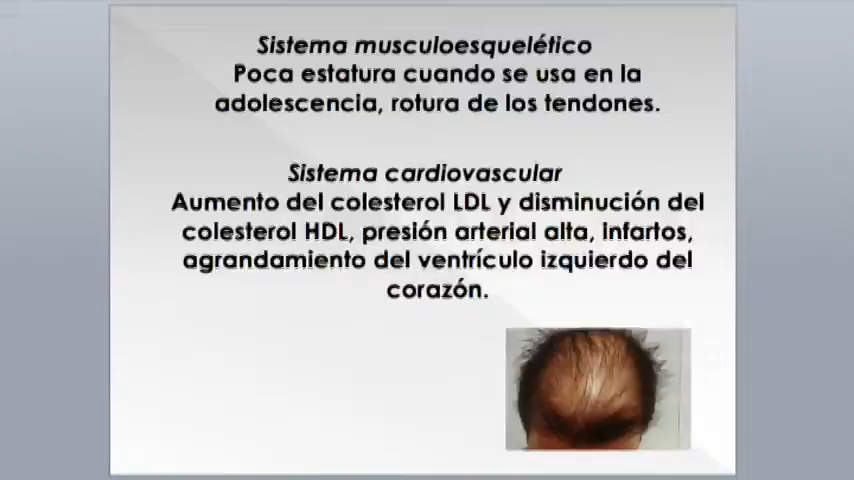 Sistema musculoesquelético
Poca estatura cuando se usa en la
adolescencia, rotura de los tendones.
Sistema cardiovascular
Aumento del colesterol LDL y disminución del
colesterol HDL, presión arterial alta, infartos,
agrandamiento del ventrículo izquierdo del
corazón.